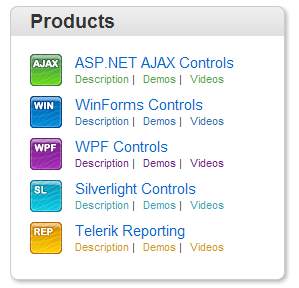 Products
AJAX
ASP.NET AJAX Controls
Description | Demos | Videos
WIN
WinForms Controls
Description | Demos | Videos
WPF
WPF Controls
Description | Demos | Videos
SL
Silverlight Controls
Description | Demos | Videos
REP
Telerik Reporting
Description | Demos | Videos